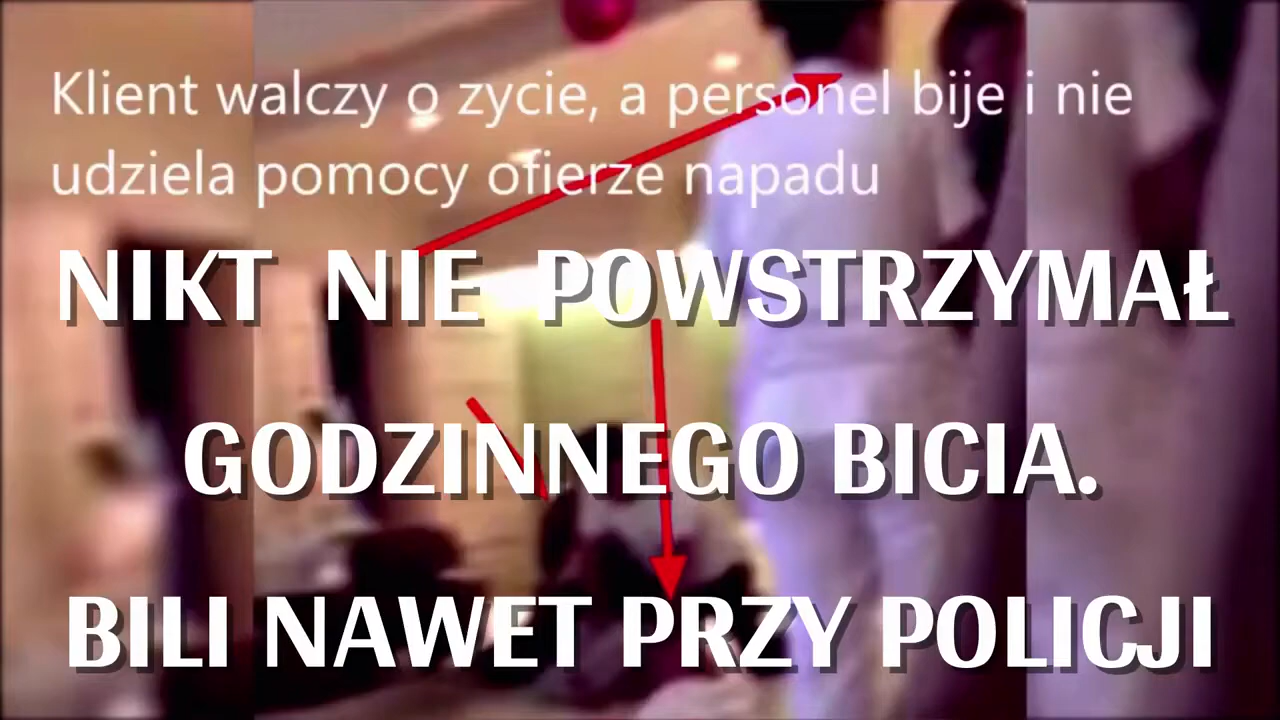 Klient walczy o zycie, a personel bije i nie
udziela pomocy ofierze napadu
NIKT NIE POWSTRZYMAŁ
GODZINNEGO BICIA.
BILI NAWET PRZY POLICJI